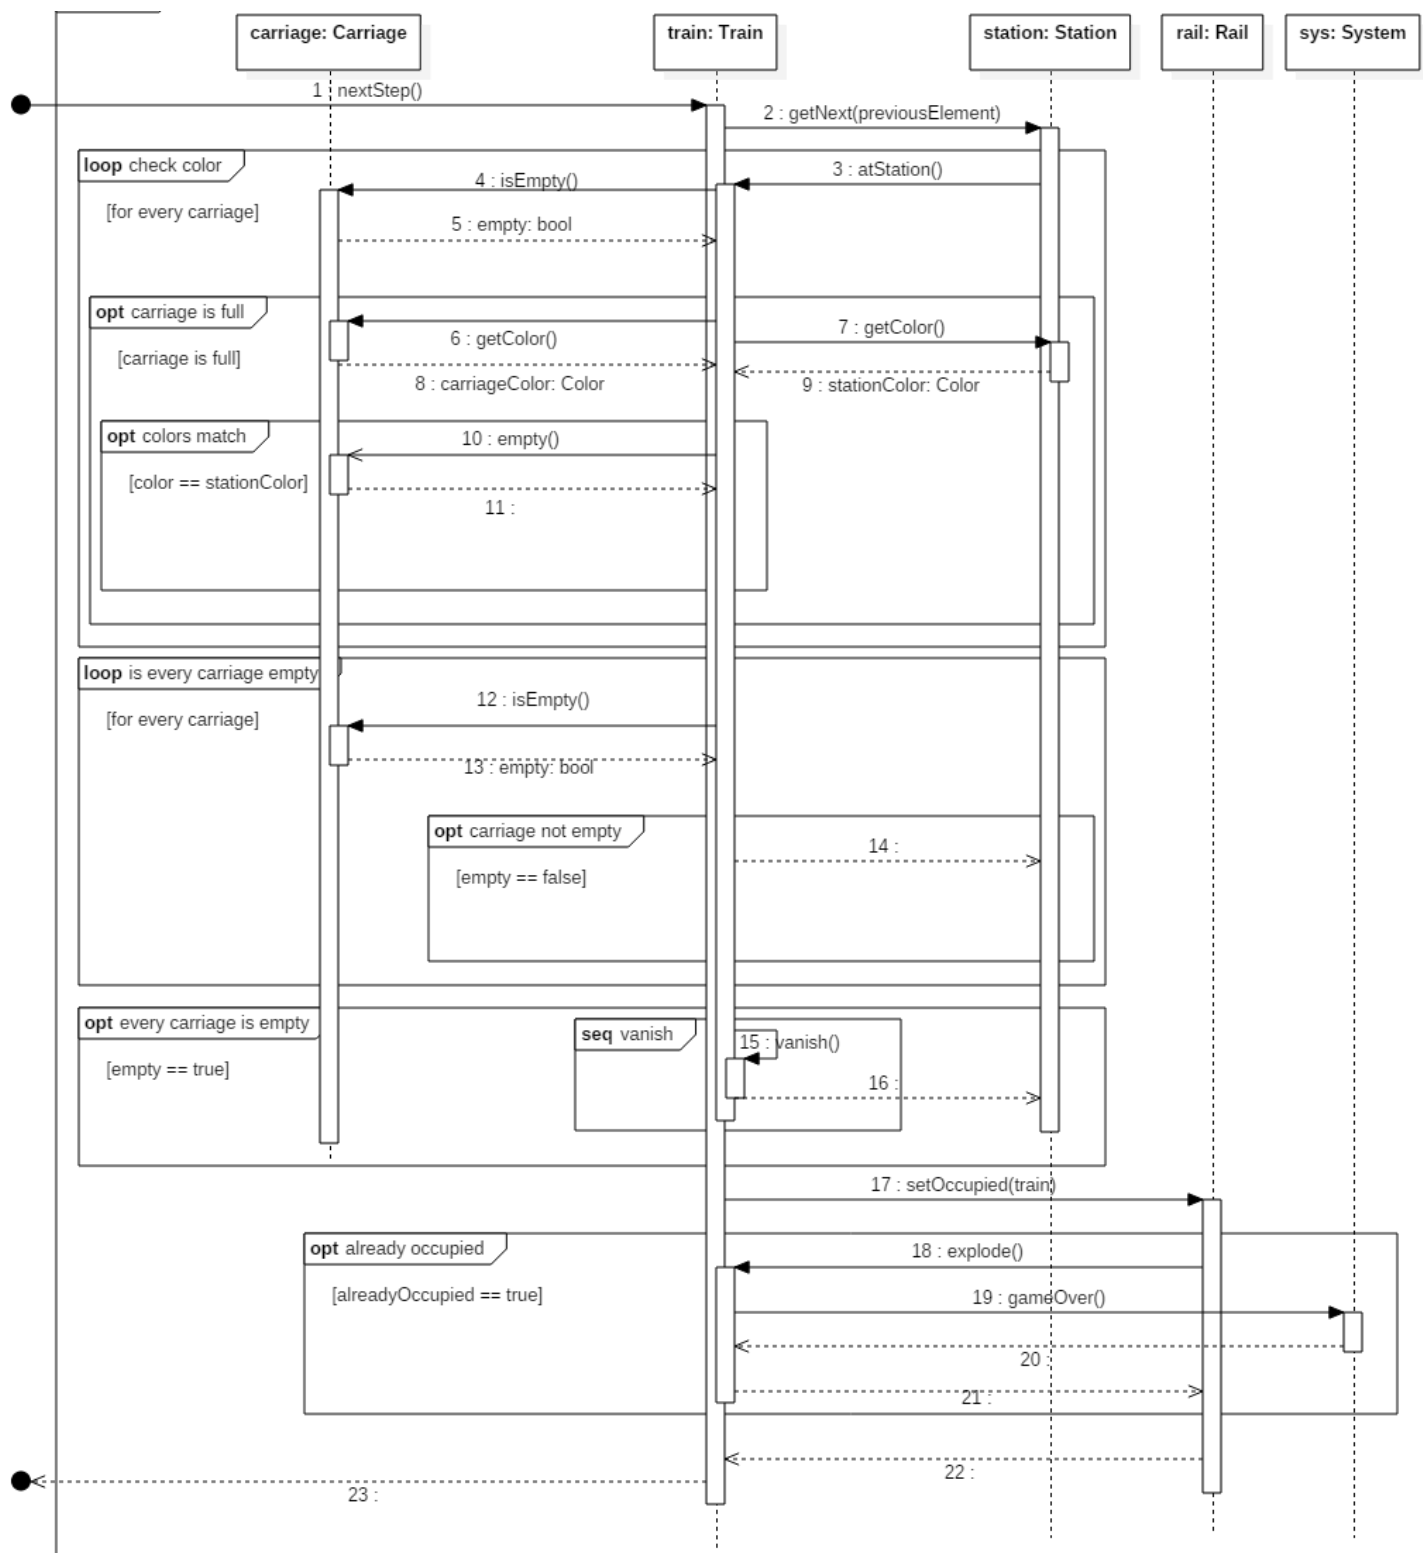 carriage: Carriage
train: Train
station: Station
rail: Rail
sys: System
1 : nextStep()
2 : getNext(previousElement)
loop check color
3 : atStation()
4 : isEmpty()
[for every carriage]
5 : empty: bool
opt carriage is full
7 : getColor()
6 : getColor()
[carriage is full]
8 : carriageColor: Color
9 : stationColor: Color
opt colors match
10 : empty()
[color == stationColor]
11 :
loop is every carriage empty
12 : isEmpty()
[for every carriage]
13 : empty: bool
opt carriage not empty
14 :
[empty == false]
opt every carriage is empty
seq vanish
15 : vanish()
[empty == true]
16 :
17 : setOccupied(train)
opt already occupied
18 : explode()
[alreadyOccupied == true]
19 : gameOver()
20 :
21 :
22 :
23 :